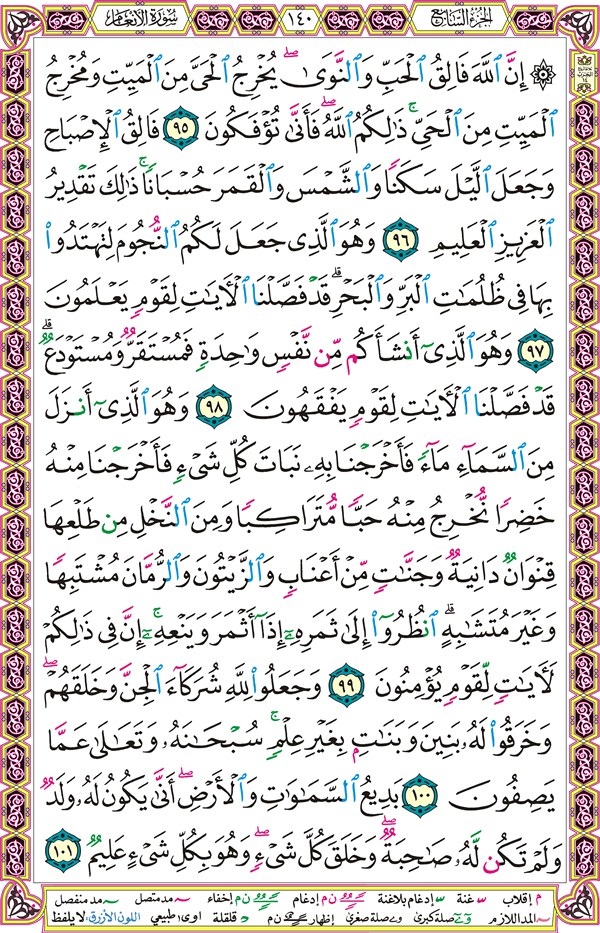 الجزء السابع
١٤٠
سورة الأنعام
۞ إِنَّ ٱللَّهَ فَالِقُ ٱلْحَبِّ وَٱلنَّوَىٰ ۖ يُخْرِجُ ٱلْحَىَّ مِنَ ٱلْمَيِّتِ وَمُخْرِجُ
ٱلْمَيِّتِ مِنَ ٱلْحَىِّ ۚ ذَٰلِكُمُ ٱللَّهُ ۖ فَأَنَّىٰ تُؤْفَكُونَ ٩٥ فَالِقُ ٱلْإِصْبَاحِ
وَجَعَلَ ٱلَّيْلَ سَكَنًا وَٱلشَّمْسَ وَٱلْقَمَرَ حُسْبَانًا ۚ ذَٰلِكَ تَقْدِيرُ
ٱلْعَزِيزِ ٱلْعَلِيمِ ٩٦ وَهُوَ ٱلَّذِى جَعَلَ لَكُمُ ٱلنُّجُومَ لِتَهْتَدُوا۟
بِهَا فِى ظُلُمَٰتِ ٱلْبَرِّ وَٱلْبَحْرِ ۗ قَدْ فَصَّلْنَا ٱلْءَايَٰتِ لِقَوْمٍ يَعْلَمُونَ
٩٧ وَهُوَ ٱلَّذِىٓ أَنشَأَكُم مِّن نَّفْسٍ وَٰحِدَةٍ فَمُسْتَقَرٌّ وَمُسْتَوْدَعٌ ۗ
قَدْ فَصَّلْنَا ٱلْءَايَٰتِ لِقَوْمٍ يَفْقَهُونَ ٩٨ وَهُوَ ٱلَّذِىٓ أَنزَلَ
مِنَ ٱلسَّمَآءِ مَآءً فَأَخْرَجْنَا بِهِۦ نَبَاتَ كُلِّ شَىْءٍ فَأَخْرَجْنَا مِنْهُ
خَضِرًا نُّخْرِجُ مِنْهُ حَبًّا مُّتَرَاكِبًا وَمِنَ ٱلنَّخْلِ مِن طَلْعِهَا
قِنْوَانٌ دَانِيَةٌ وَجَنَّٰتٍ مِّنْ أَعْنَابٍ وَٱلزَّيْتُونَ وَٱلرُّمَّانَ مُشْتَبِهًا
وَغَيْرَ مُتَشَٰبِهٍ ۗ ٱنظُرُوٓا۟ إِلَىٰ ثَمَرِهِۦٓ إِذَآ أَثْمَرَ وَيَنْعِهِۦٓ ۚ إِنَّ فِى ذَٰلِكُمْ
لَءَايَٰتٍ لِّقَوْمٍ يُؤْمِنُونَ ٩٩ وَجَعَلُوا۟ لِلَّهِ شُرَكَآءَ ٱلْجِنَّ وَخَلَقَهُمْ ۖ
وَخَرَقُوا۟ لَهُۥ بَنِينَ وَبَنَٰتٍۭ بِغَيْرِ عِلْمٍ ۚ سُبْحَٰنَهُۥ وَتَعَٰلَىٰ عَمَّا
يَصِفُونَ ١٠٠ بَدِيعُ ٱلسَّمَٰوَٰتِ وَٱلْأَرْضِ ۖ أَنَّىٰ يَكُونُ لَهُۥ وَلَدٌ
وَلَمْ تَكُن لَّهُۥ صَٰحِبَةٌ ۖ وَخَلَقَ كُلَّ شَىْءٍ ۖ وَهُوَ بِكُلِّ شَىْءٍ عَلِيمٌ ١٠١
م إقلاب غنة إدغام بلاغنة ن م إدغام ن م إخفاء مد متصل مد منفصل
المد اللازم صلة كبرى صلة صغرى إظهار ن م قلقلة اوى طبيعي اللون الأزرق لا يلفظ